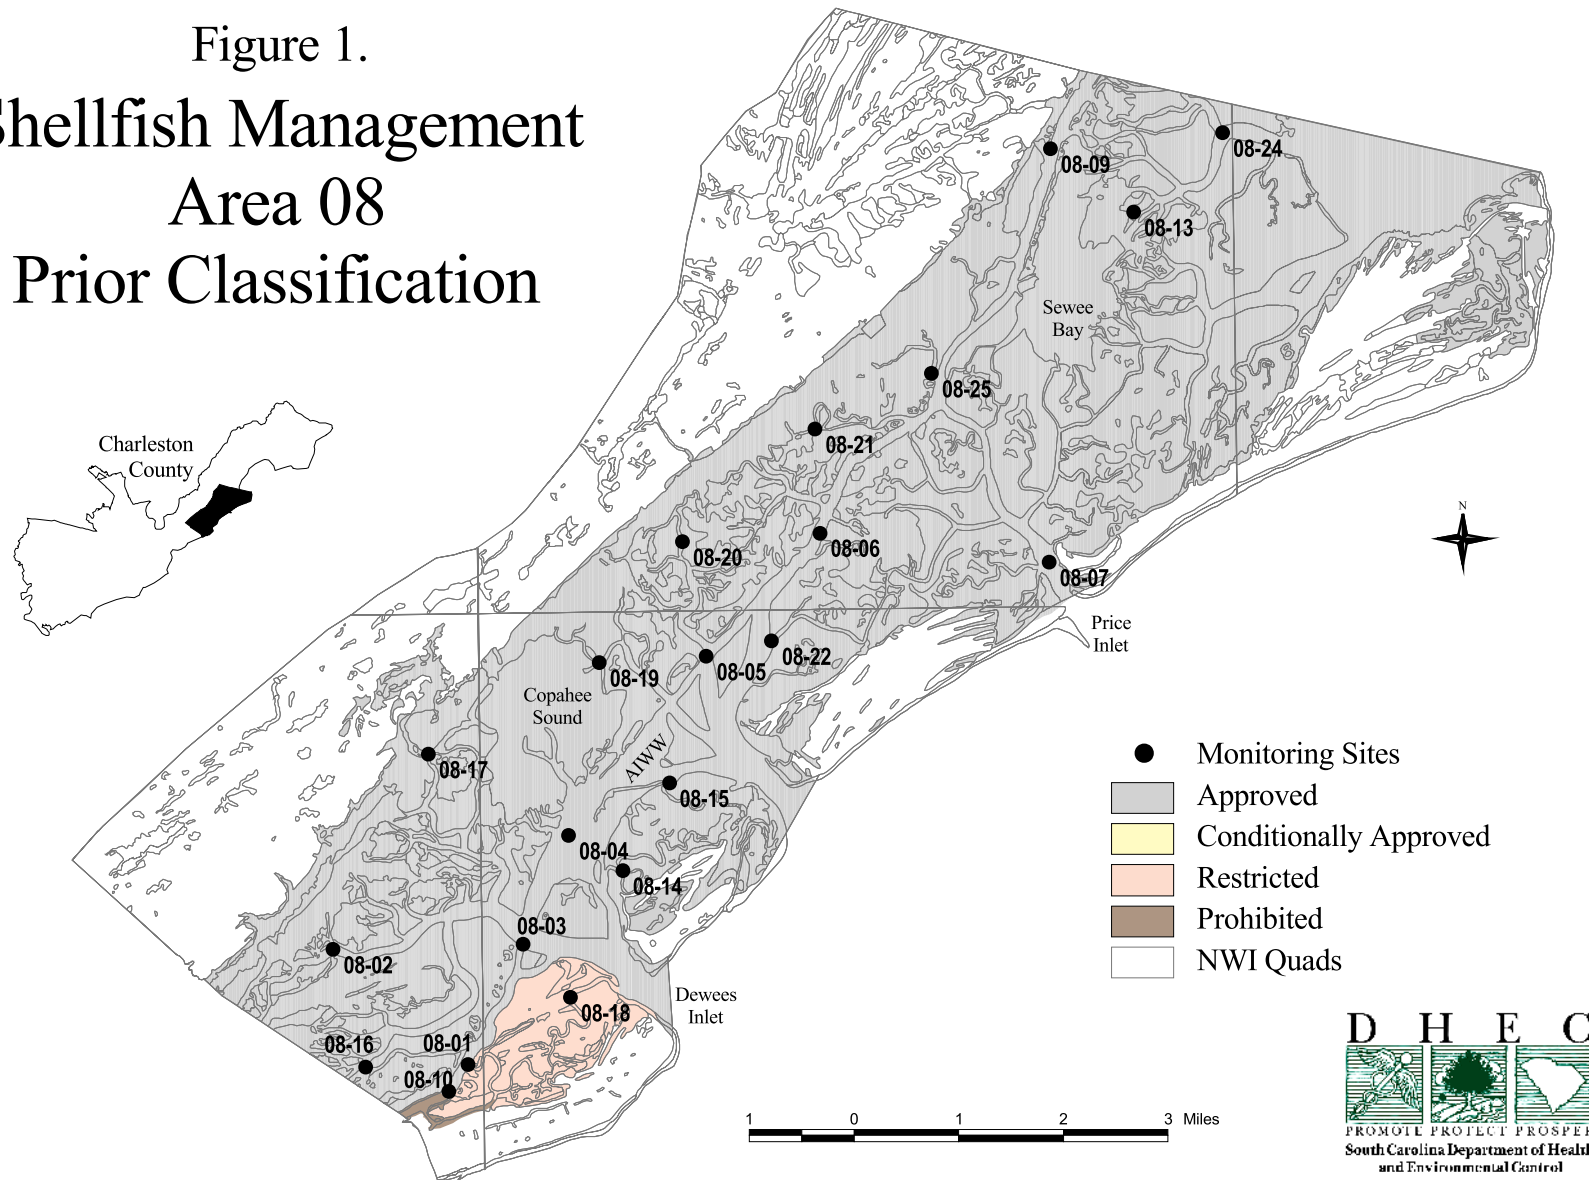 Figure 1.
Shellfish Management
Area 08
Prior Classification
08-09
08-24
08-13
Sewee
Bay
08-25
08-21
Charleston
County
08-20
08-06
08-07
N
Price
Inlet
08-19
08-05
08-22
Copahee
Sound
AIWW
08-17
08-15
08-04
08-14
08-03
08-02
08-18
Dewees
Inlet
08-16
08-01
08-10
Monitoring Sites
Approved
Conditionally Approved
Restricted
Prohibited
NWI Quads
1 0 1 2 3 Miles
D H E C
PROMOTE PROTECT PROSPER
South Carolina Department of Health
and Environmental Control